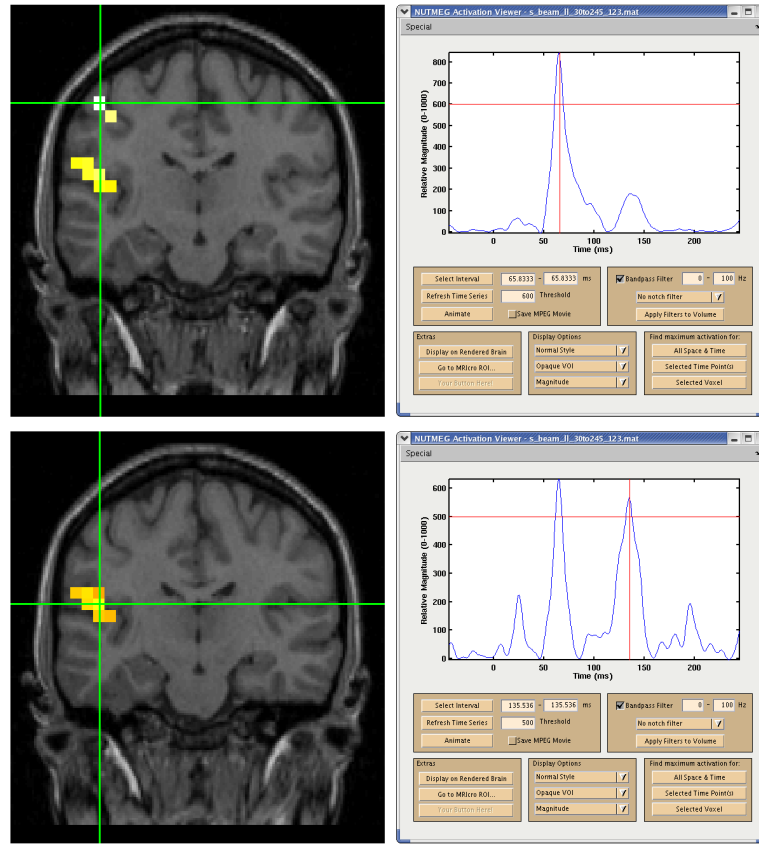 NUTMEG Activation Viewer - s_beam_ll_30to245_123.mat
Special
800
700
600
500
400
300
200
100
0
Relative Magnitude (0-1000)
0 50 100 150 200
Time (ms)
Select Interval 65.8333 - 65.8333 ms
Refresh Time Series 600 Threshold
Animate Save MPEG Movie
Bandpass Filter 0 - 100 Hz
No notch filter
Apply Filters to Volume
Extras
Display on Rendered Brain
Go to MRIcro ROI...
Your Button Here!
Display Options
Normal Style
Opaque VOI
Magnitude
Find maximum activation for:
All Space & Time
Selected Time Point(s)
Selected Voxel
NUTMEG Activation Viewer - s_beam_ll_30to245_123.mat
Special
600
500
400
300
200
100
0
Relative Magnitude (0-1000)
0 50 100 150 200
Time (ms)
Select Interval 135.536 - 135.536 ms
Refresh Time Series 500 Threshold
Animate Save MPEG Movie
Bandpass Filter 0 - 100 Hz
No notch filter
Apply Filters to Volume
Extras
Display on Rendered Brain
Go to MRIcro ROI...
Your Button Here!
Display Options
Normal Style
Opaque VOI
Magnitude
Find maximum activation for:
All Space & Time
Selected Time Point(s)
Selected Voxel